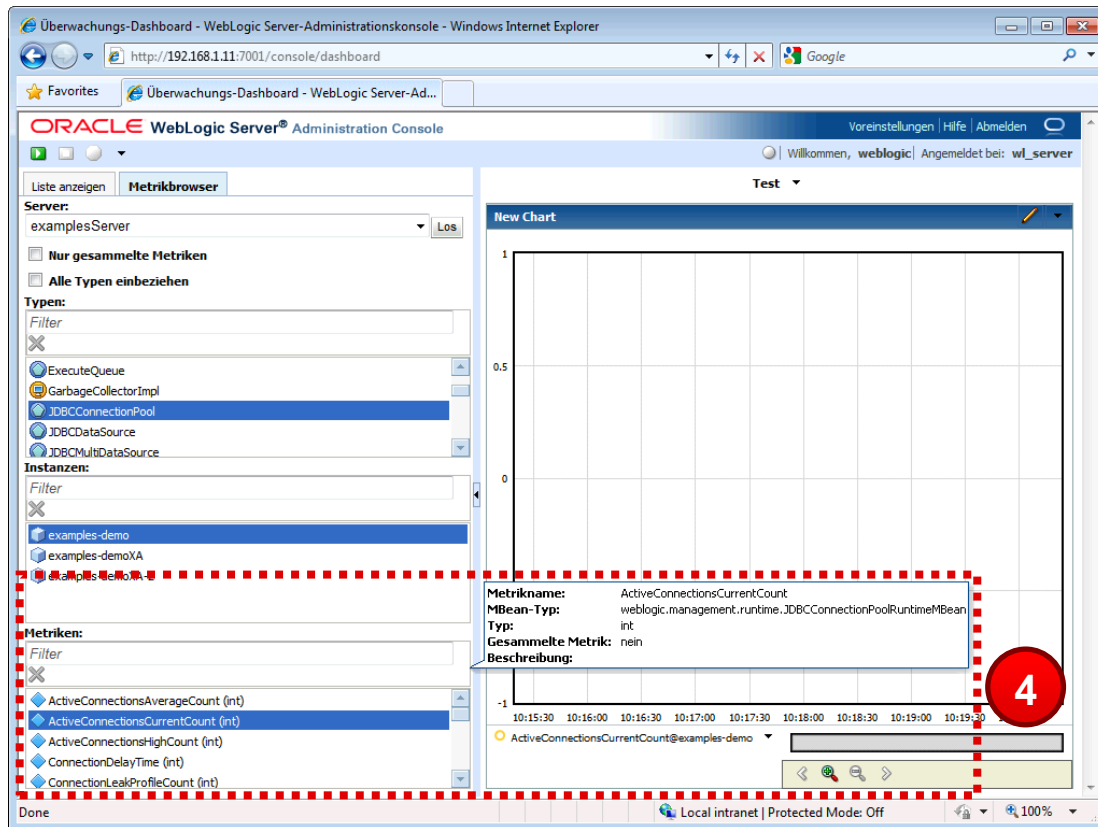 Überwachungs-Dashboard - WebLogic Server-Administrationskonsole - Windows Internet Explorer
http://192.168.1.11:7001/console/dashboard
Google
Favorites
Überwachungs-Dashboard - WebLogic Server-Ad...
ORACLE WebLogic Server® Administration Console
Voreinstellungen | Hilfe | Abmelden
Willkommen, weblogic | Angemeldet bei: wl_server
Liste anzeigen
Metrikbrowser
Server:
examplesServer
Los
Nur gesammelte Metriken
Alle Typen einbeziehen
Typen:
Filter
ExecuteQueue
GarbageCollectorImpl
JDBCConnectionPool
JDBCDataSource
JDBCMultiDataSource
Instanzen:
Filter
examples-demo
examples-demoXA
examples-demoXA-2
Metriken:
Filter
ActiveConnectionsAverageCount (int)
ActiveConnectionsCurrentCount (int)
ActiveConnectionsHighCount (int)
ConnectionDelayTime (int)
ConnectionLeakProfileCount (int)
Test
New Chart
1
0.5
0
Metrikname: ActiveConnectionsCurrentCount
MBean-Typ: weblogic.management.runtime.JDBCConnectionPoolRuntimeMBean
Typ: int
Gesammelte Metrik: nein
Beschreibung:
4
-1
10:15:30 10:16:00 10:16:30 10:17:00 10:17:30 10:18:00 10:18:30 10:19:00 10:19:30
ActiveConnectionsCurrentCount@examples-demo
Done
Local intranet | Protected Mode: Off
100%